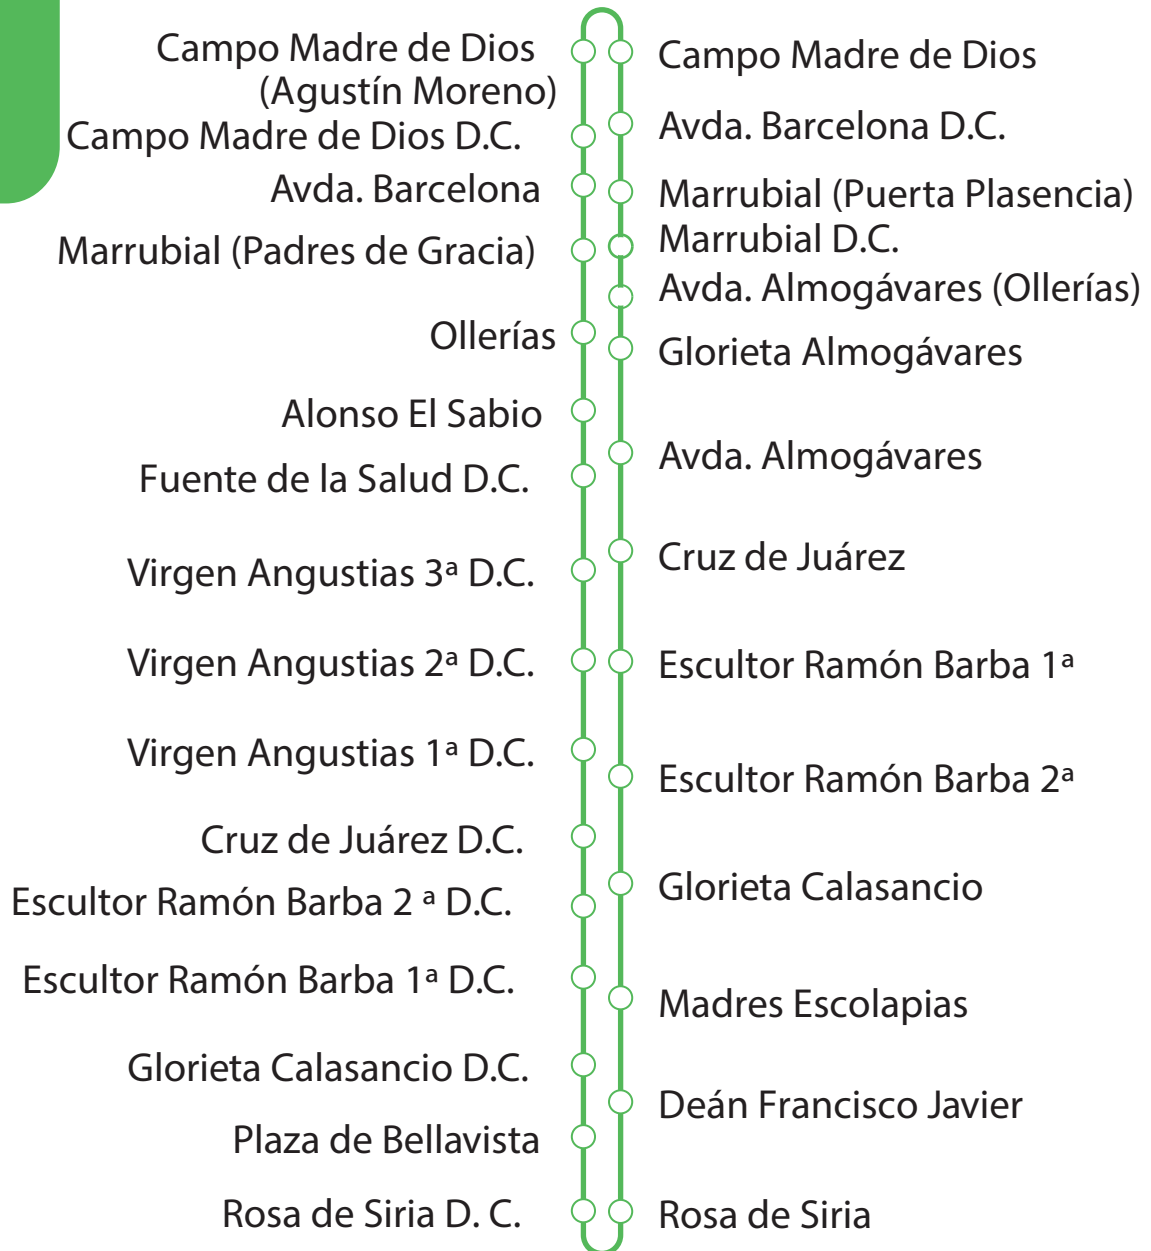 Campo Madre de Dios
(Agustín Moreno)
Campo Madre de Dios D.C.
Avda. Barcelona
Marrubial (Padres de Gracia)
Ollerías
Alonso El Sabio
Fuente de la Salud D.C.
Virgen Angustias 3ª D.C.
Virgen Angustias 2ª D.C.
Virgen Angustias 1ª D.C.
Cruz de Juárez D.C.
Escultor Ramón Barba 2 ª D.C.
Escultor Ramón Barba 1ª D.C.
Glorieta Calasancio D.C.
Plaza de Bellavista
Rosa de Siria D. C.
Campo Madre de Dios
Avda. Barcelona D.C.
Marrubial (Puerta Plasencia)
Marrubial D.C.
Avda. Almogávares (Ollerías)
Glorieta Almogávares
Avda. Almogávares
Cruz de Juárez
Escultor Ramón Barba 1ª
Escultor Ramón Barba 2ª
Glorieta Calasancio
Madres Escolapias
Deán Francisco Javier
Rosa de Siria